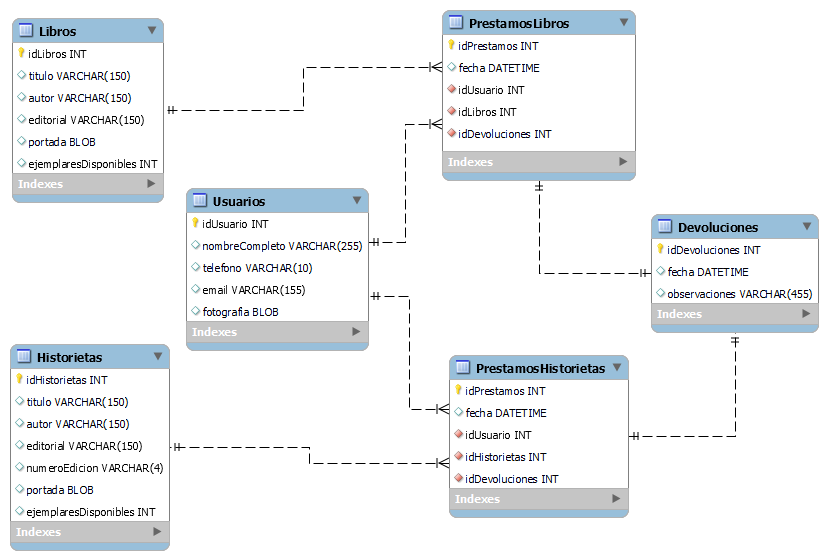 Libros
idLibros INT
titulo VARCHAR(150)
autor VARCHAR(150)
editorial VARCHAR(150)
portada BLOB
ejemplaresDisponibles INT
Indexes
PrestamosLibros
idPrestamos INT
fecha DATETIME
idUsuario INT
idLibros INT
idDevoluciones INT
Indexes
Usuarios
idUsuario INT
nombreCompleto VARCHAR(255)
telefono VARCHAR(10)
email VARCHAR(155)
fotografia BLOB
Indexes
Devoluciones
idDevoluciones INT
fecha DATETIME
observaciones VARCHAR(455)
Indexes
Historietas
idHistorietas INT
titulo VARCHAR(150)
autor VARCHAR(150)
editorial VARCHAR(150)
numeroEdicion VARCHAR(4)
portada BLOB
ejemplaresDisponibles INT
Indexes
PrestamosHistorietas
idPrestamos INT
fecha DATETIME
idUsuario INT
idHistorietas INT
idDevoluciones INT
Indexes